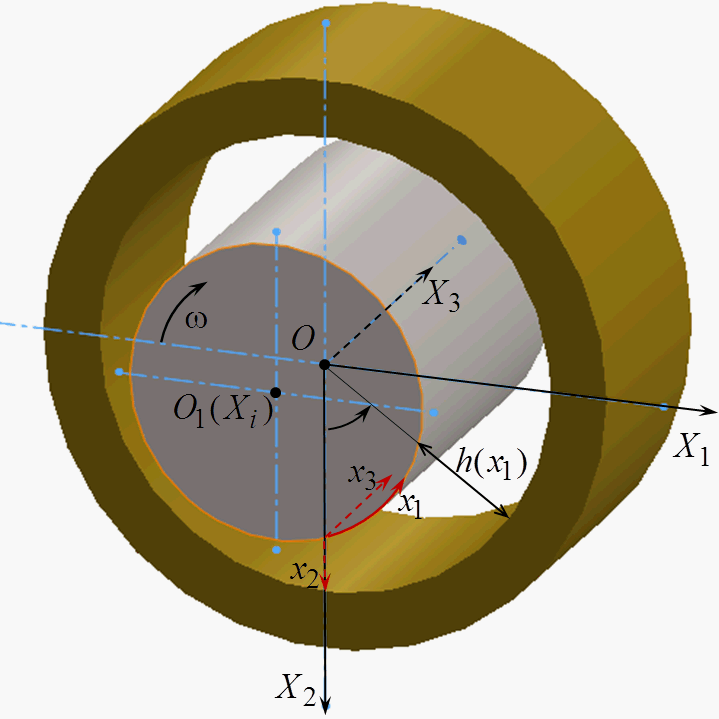 X₃
ω
O
O₁(Xᵢ)
h(x₁)
X₁
x₃
x₁
x₂
X₂